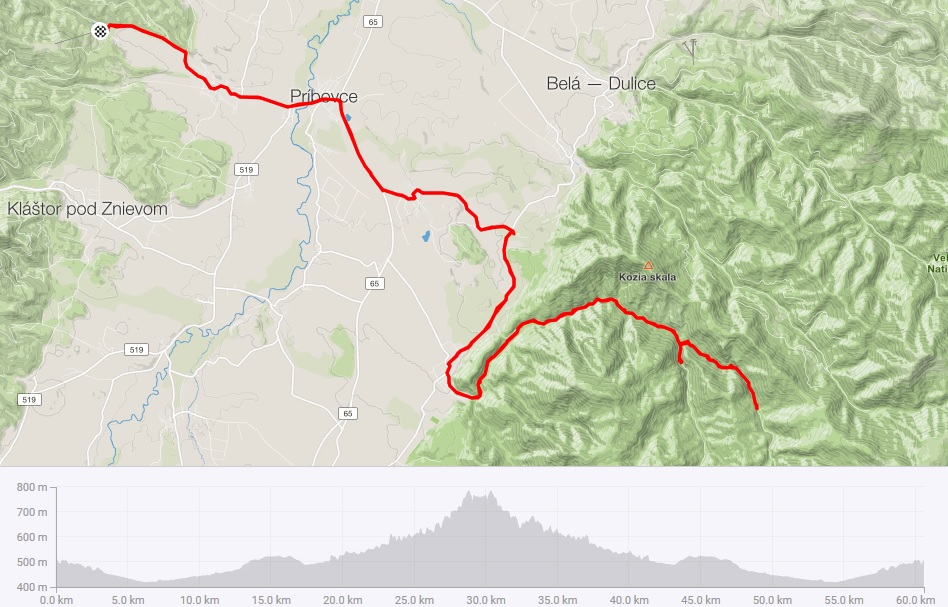 65
Príbovce
Belá — Dulice
519
Kláštor pod Znievom
Vel
Nati
Kozia skala
65
519
519
65
800 m
700 m
600 m
500 m
400 m
0.0 km
5.0 km
10.0 km
15.0 km
20.0 km
25.0 km
30.0 km
35.0 km
40.0 km
45.0 km
50.0 km
55.0 km
60.0 km